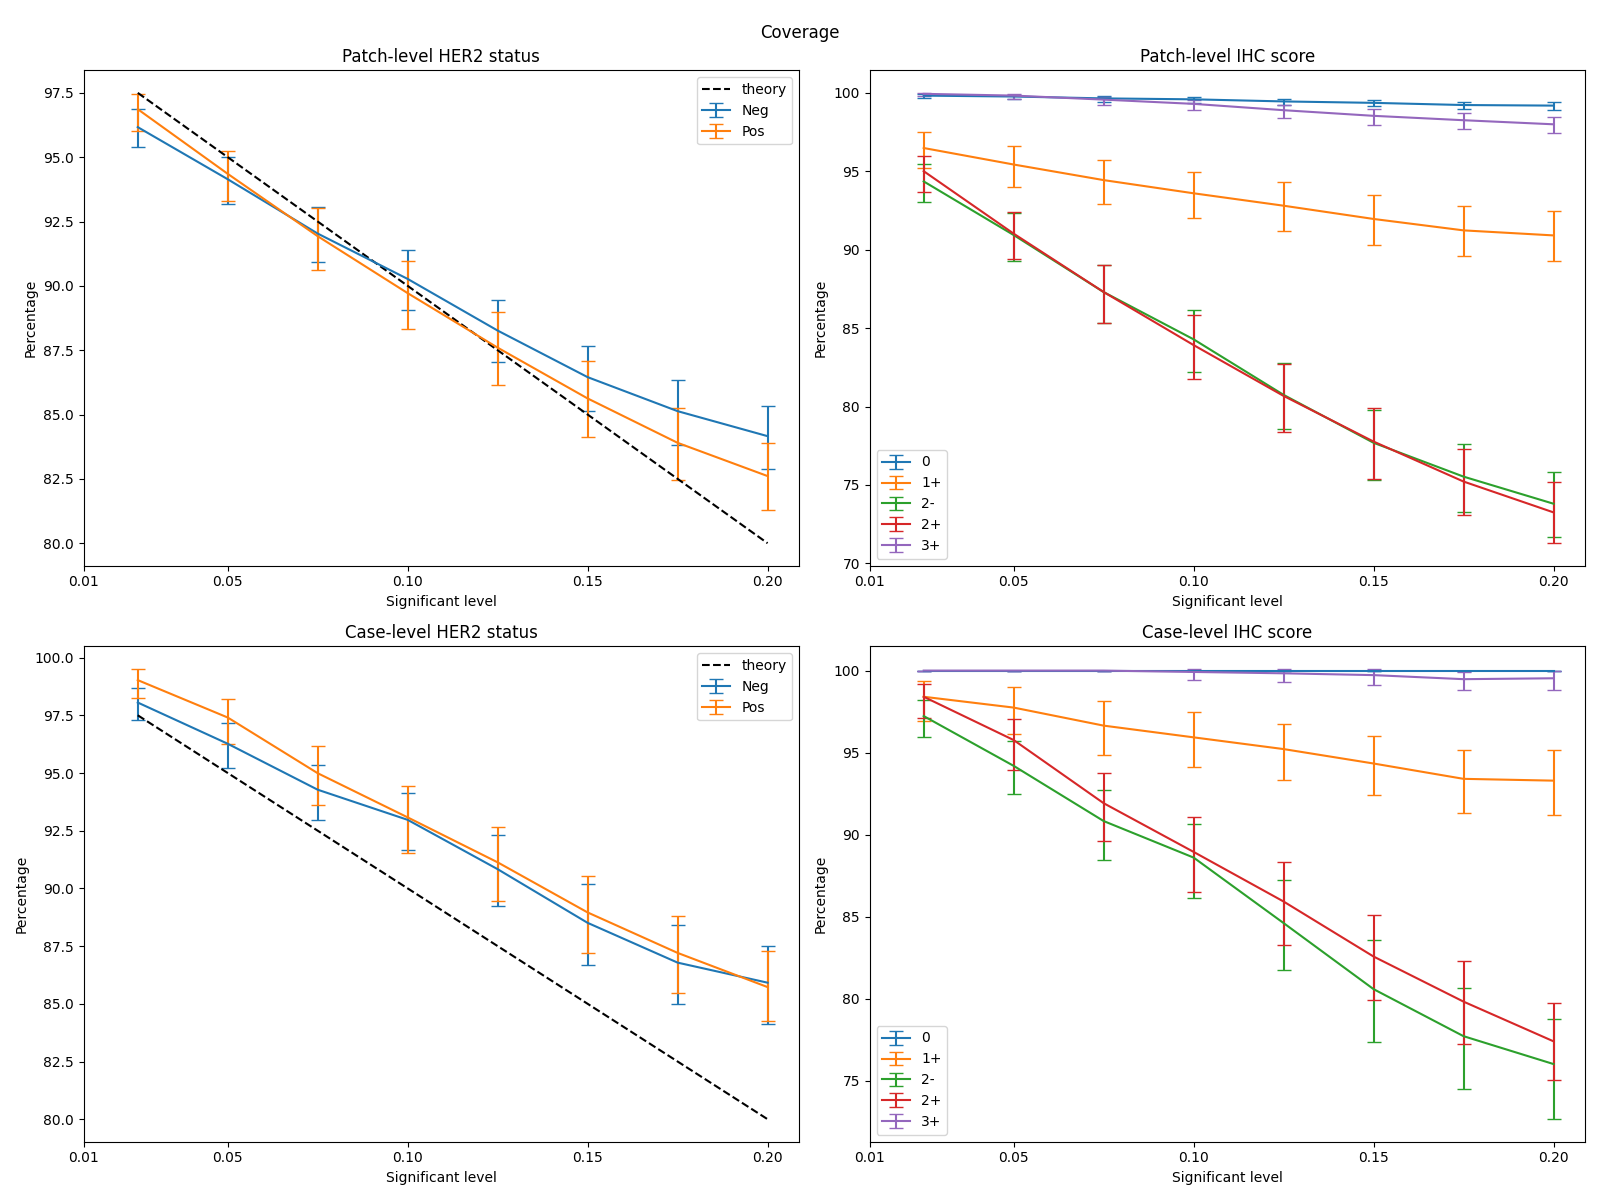 Coverage
Patch-level HER2 status
97.5
95.0
92.5
90.0
87.5
85.0
82.5
80.0
Percentage
0.01 0.05 0.10 0.15 0.20
Significant level
theory
Neg
Pos
Patch-level IHC score
100
95
90
85
80
75
70
Percentage
0.01 0.05 0.10 0.15 0.20
Significant level
0
1+
2-
2+
3+
Case-level HER2 status
100.0
97.5
95.0
92.5
90.0
87.5
85.0
82.5
80.0
Percentage
0.01 0.05 0.10 0.15 0.20
Significant level
theory
Neg
Pos
Case-level IHC score
100
95
90
85
80
75
Percentage
0.01 0.05 0.10 0.15 0.20
Significant level
0
1+
2-
2+
3+